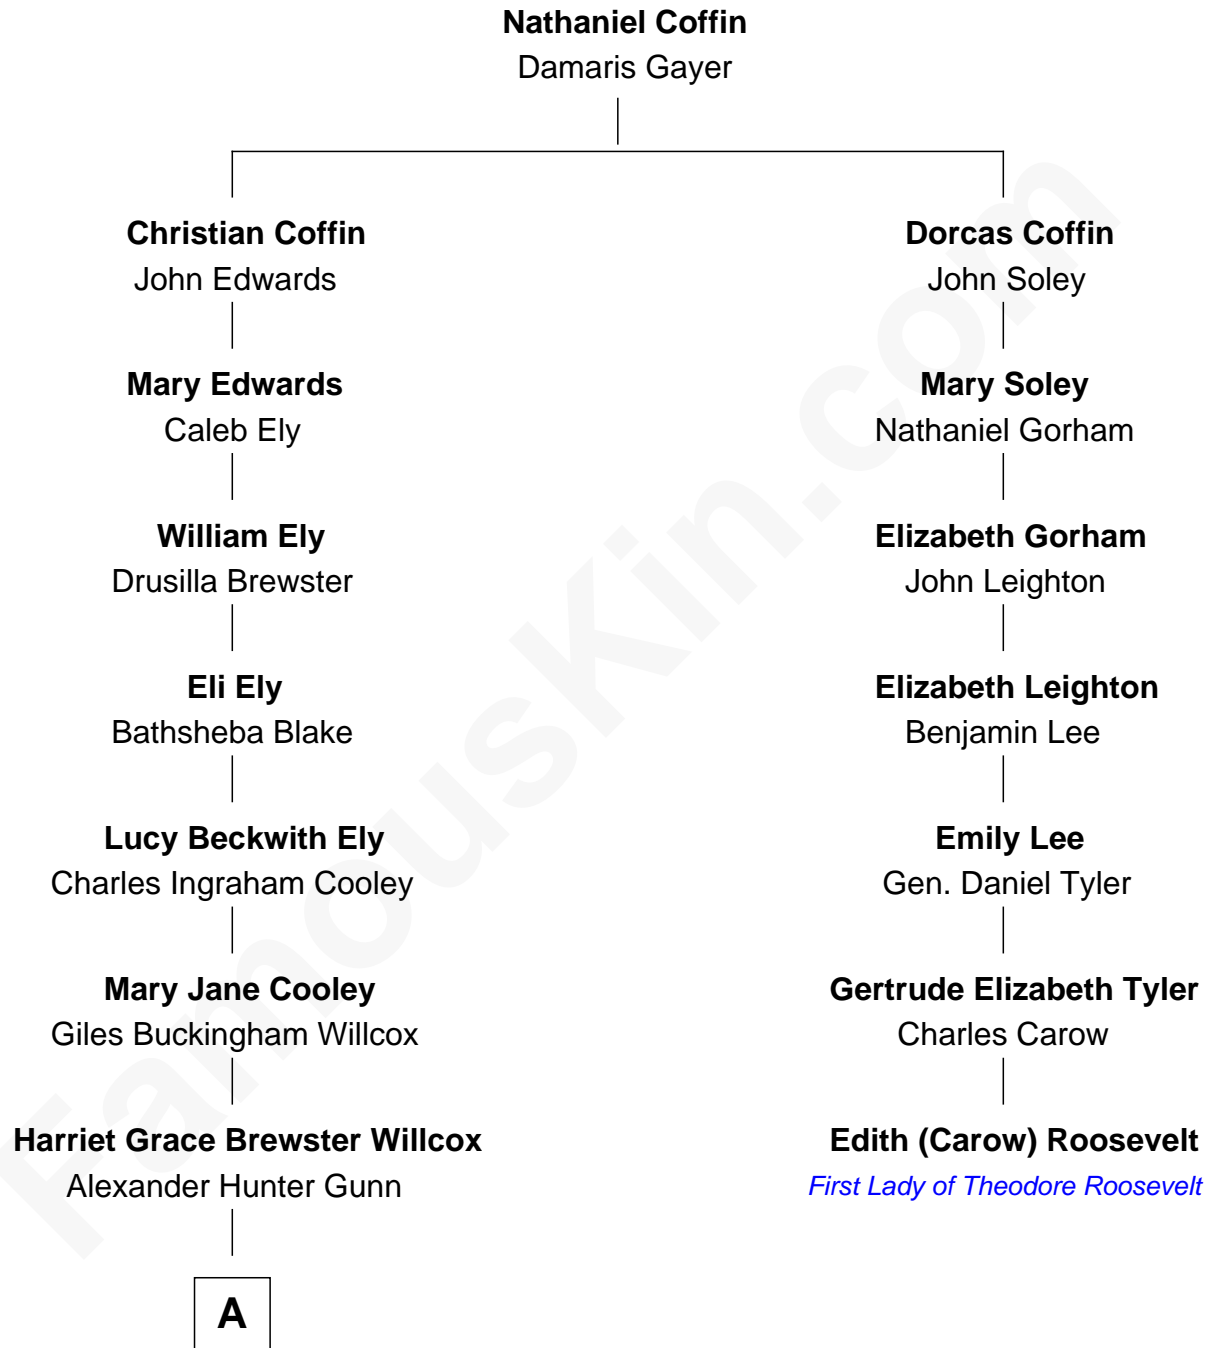 Nathaniel Coffin
Damaris Gayer
Christian Coffin
John Edwards
Dorcas Coffin
John Soley
Mary Edwards
Caleb Ely
Mary Soley
Nathaniel Gorham
William Ely
Drusilla Brewster
Elizabeth Gorham
John Leighton
Eli Ely
Bathsheba Blake
Elizabeth Leighton
Benjamin Lee
Lucy Beckwith Ely
Charles Ingraham Cooley
Emily Lee
Gen. Daniel Tyler
Mary Jane Cooley
Giles Buckingham Willcox
Gertrude Elizabeth Tyler
Charles Carow
Harriet Grace Brewster Willcox
Alexander Hunter Gunn
Edith (Carow) Roosevelt
First Lady of Theodore Roosevelt
A
FamousKin.com